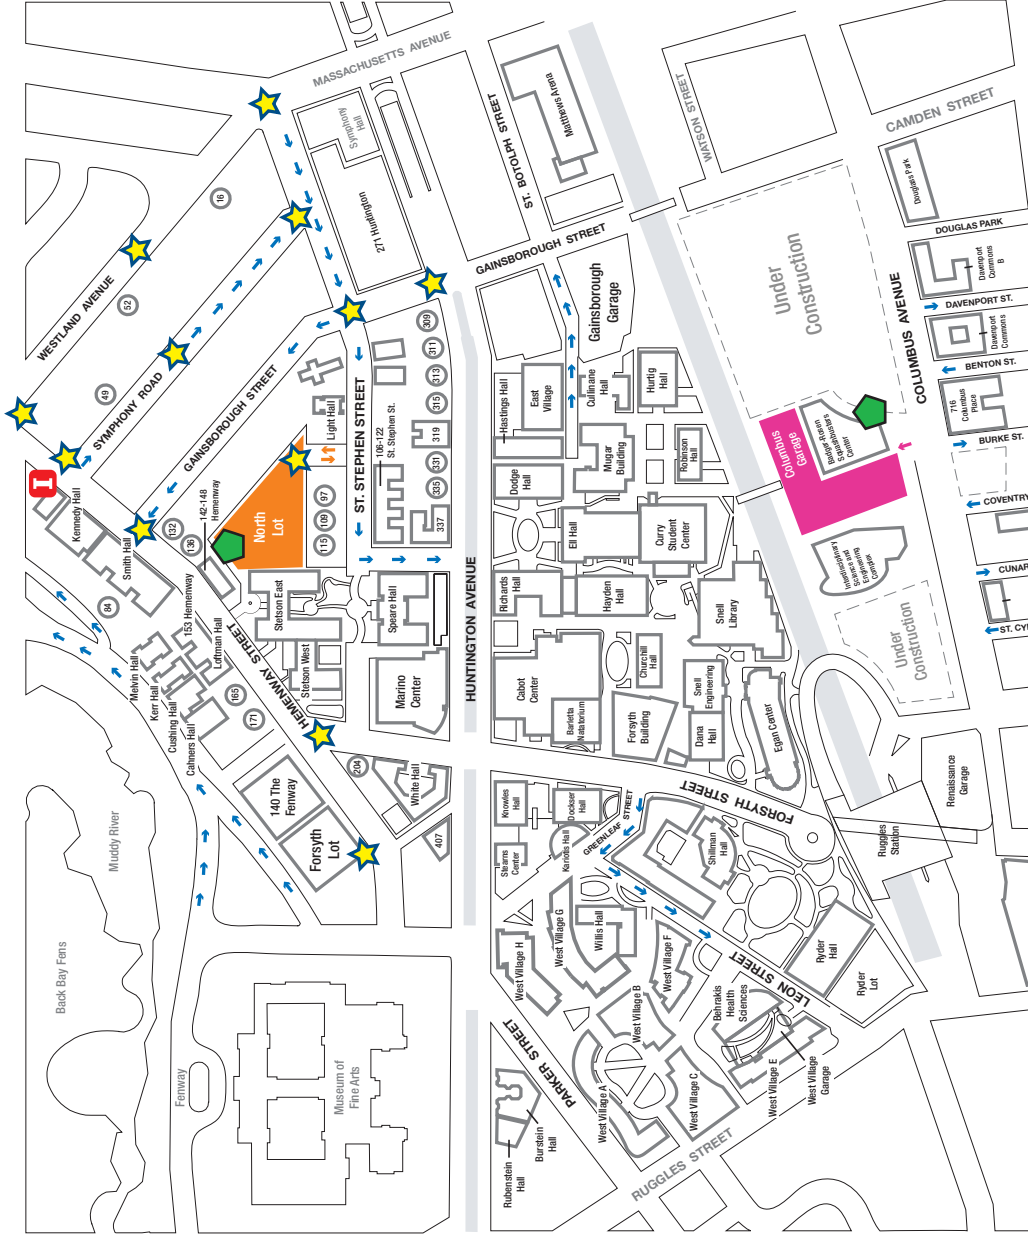 MASSACHUSETTS AVENUE
Symphony
Hall
271 Huntington
ST. BOTOLPH STREET
Matthews Arena
WATSON STREET
CAMDEN STREET
Douglas Park
DOUGLAS PARK
Davenport
Commons
B
DAVENPORT ST.
Davenport
Commons
BENTON ST.
716
Columbus
Place
BURKE ST.
COVENTRY
CUNAR
ST. CY
COLUMBUS AVENUE
Under
Construction
Columbus
Garage
Badger-Rosen
Squashbusters
Center
Interdisciplinary
Science and
Engineering
Complex
Under
Construction
GAINSBOROUGH STREET
Gainsborough
Garage
Hastings Hall
East
Village
Cullinane
Hall
Hurtig
Hall
Dodge
Hall
Mugar
Building
Robinson
Hall
Ell Hall
Curry
Student
Center
Richards
Hall
Hayden
Hall
Snell
Library
Cabot
Center
Barletta
Natatorium
Churchill
Hall
Forsyth
Building
Snell
Engineering
Dana
Hall
Egan Center
HUNTINGTON AVENUE
WESTLAND AVENUE
16
52
49
SYMPHONY ROAD
GAINSBOROUGH STREET
ST. STEPHEN STREET
Light Hall
106-122
St. Stephen St.
309
311
313
315
319
331
335
337
97
109
115
North
Lot
142-148
Hemenway
132
136
I
Kennedy Hall
Smith Hall
84
153 Hemenway
Loftman Hall
Melvin Hall
Kerr Hall
Cushing Hall
Cahners Hall
165
171
HEMENWAY STREET
Stetson East
Stetson West
Speare Hall
Marino
Center
204
White Hall
407
140 The
Fenway
Forsyth
Lot
Muddy River
Back Bay Fens
Fenway
Museum of
Fine Arts
Knowles
Hall
Dockser
Hall
Stearns
Center
Kariotis Hall
GREENLEAF STREET
FORSYTH STREET
Shillman
Hall
Ruggles
Station
Renaissance
Garage
West Village H
West Village G
Willis Hall
West Village F
West Village B
West Village A
West Village C
Behrakis
Health
Sciences
West Village E
West Village
Garage
LEON STREET
Ryder
Hall
Ryder
Lot
PARKER STREET
RUGGLES STREET
Rubenstein
Hall
Burstein
Hall